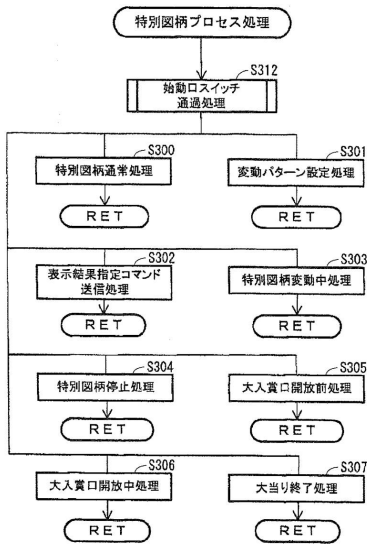 特別図柄プロセス処理
S312
始動口スイッチ
通過処理
S300
特別図柄通常処理
RET
S301
変動パターン設定処理
RET
S302
表示結果指定コマンド
送信処理
RET
S303
特別図柄変動中処理
RET
S304
特別図柄停止処理
RET
S305
大入賞口開放前処理
RET
S306
大入賞口開放中処理
RET
S307
大当り終了処理
RET